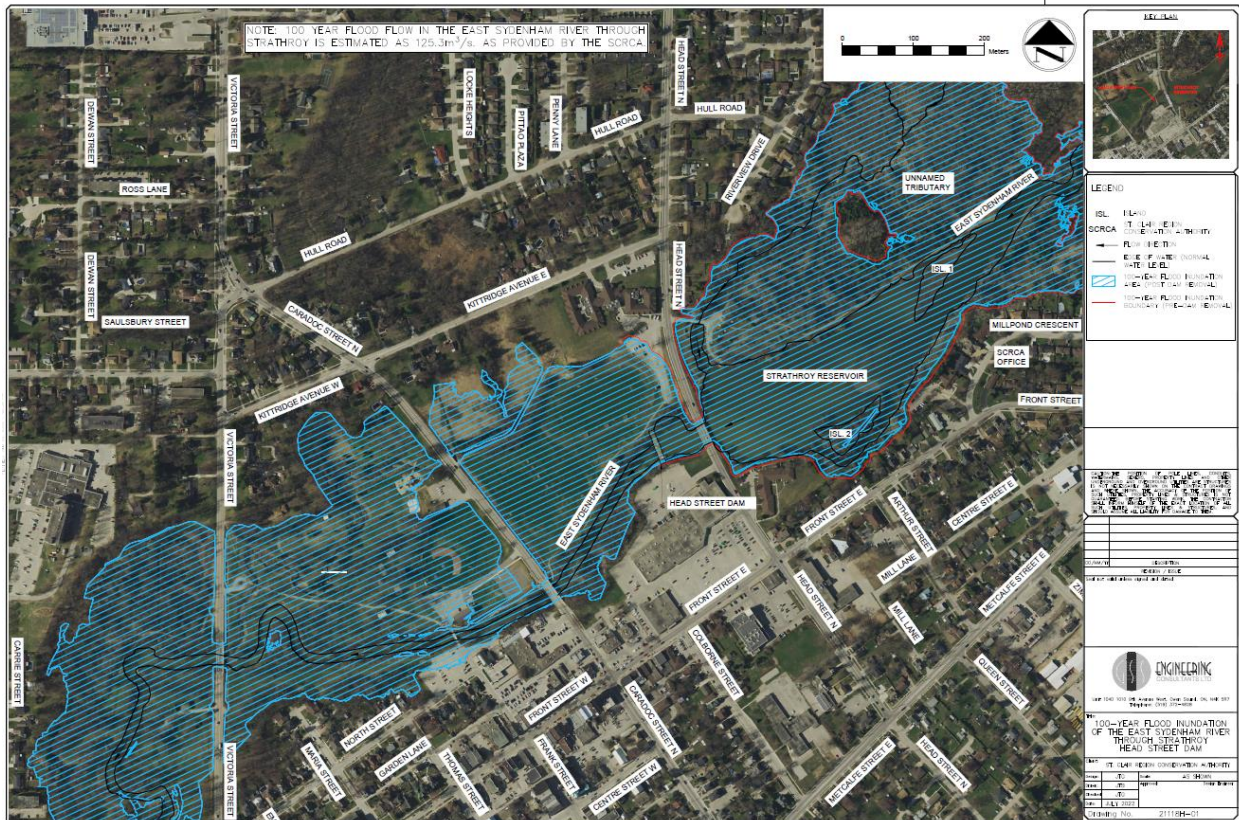 NOTE: 100 YEAR FLOOD FLOW IN THE EAST SYDENHAM RIVER THROUGH
STRATHROY IS ESTIMATED AS 125.3m³/s. AS PROVIDED BY THE SCRCA.
0 100 200
Meters
N
DEWAN STREET
VICTORIA STREET
LOCKE HEIGHTS
PITTAO PLAZA
PENNY LANE
HULL ROAD
HEAD STREET N
HULL ROAD
RIVERVIEW DRIVE
ROSS LANE
UNNAMED
TRIBUTARY
EAST SYDENHAM RIVER
HULL ROAD
DEWAN STREET
KITTRIDGE AVENUE E
HEAD STREET N
ISL. 1
SAULSBURY STREET
CARADOC STREET N
MILLPOND CRESCENT
SCRCA
OFFICE
STRATHROY RESERVOIR
KITTRIDGE AVENUE W
FRONT STREET
ISL. 2
VICTORIA STREET
EAST SYDENHAM RIVER
HEAD STREET DAM
FRONT STREET E
ARTHUR STREET
CENTRE STREET E
MILL LANE
METCALFE STREET E
FRONT STREET E
HEAD STREET N
MILL LANE
CARRIE STREET
COLBORNE STREET
QUEEN STREET
NORTH STREET
FRONT STREET W
CARADOC STREET N
VICTORIA STREET
MARIA STREET
GARDEN LANE
THOMAS STREET
FRANK STREET
CENTRE STREET W
METCALFE STREET E
HEAD STREET N
KEY PLAN
LEGEND
ISL. ISLAND
SCRCA ST. CLAIR REGION
CONSERVATION AUTHORITY
FLOW DIRECTION
EDGE OF WATER (NORMAL
WATER LEVEL)
100-YEAR FLOOD INUNDATION
AREA (POST DAM REMOVAL)
100-YEAR FLOOD INUNDATION
BOUNDARY (PRE-DAM REMOVAL)
DESCRIPTION
REVISION / ISSUE
ENGINEERING
CONSULTANTS LTD.
100-YEAR FLOOD INUNDATION
OF THE EAST SYDENHAM RIVER
THROUGH STRATHROY
HEAD STREET DAM
ST. CLAIR REGION CONSERVATION AUTHORITY
AS SHOWN
Drawing No. 21118H-01